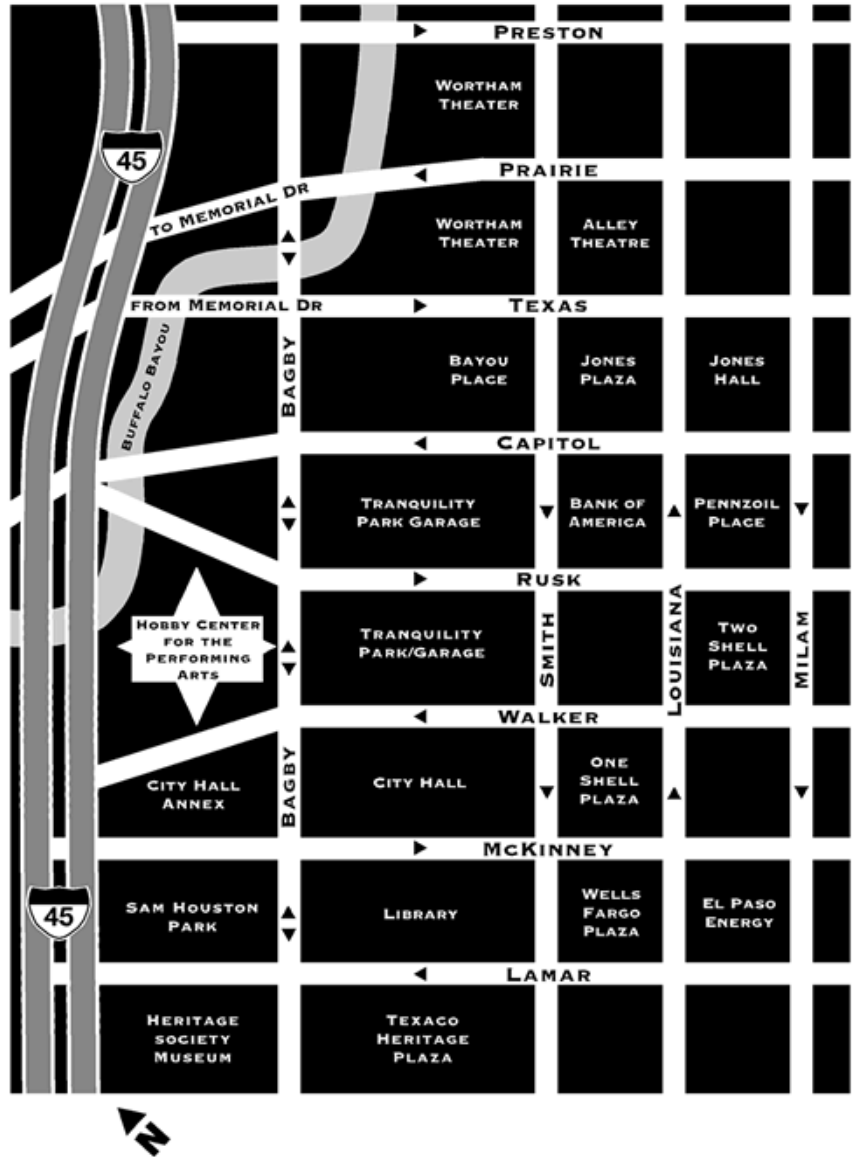 PRESTON
WORTHAM
THEATER
45
PRAIRIE
TO MEMORIAL DR
WORTHAM
THEATER
ALLEY
THEATRE
FROM MEMORIAL DR
TEXAS
BUFFALO BAYOU
BAGBY
BAYOU
PLACE
JONES
PLAZA
JONES
HALL
CAPITOL
TRANQUILITY
PARK GARAGE
BANK OF
AMERICA
PENNZOIL
PLACE
RUSK
HOBBY CENTER
FOR THE
PERFORMING
ARTS
TRANQUILITY
PARK/GARAGE
SMITH
LOUISIANA
TWO
SHELL
PLAZA
MILAM
WALKER
CITY HALL
ANNEX
BAGBY
CITY HALL
ONE
SHELL
PLAZA
MCKINNEY
45
SAM HOUSTON
PARK
LIBRARY
WELLS
FARGO
PLAZA
EL PASO
ENERGY
LAMAR
HERITAGE
SOCIETY
MUSEUM
TEXACO
HERITAGE
PLAZA
N